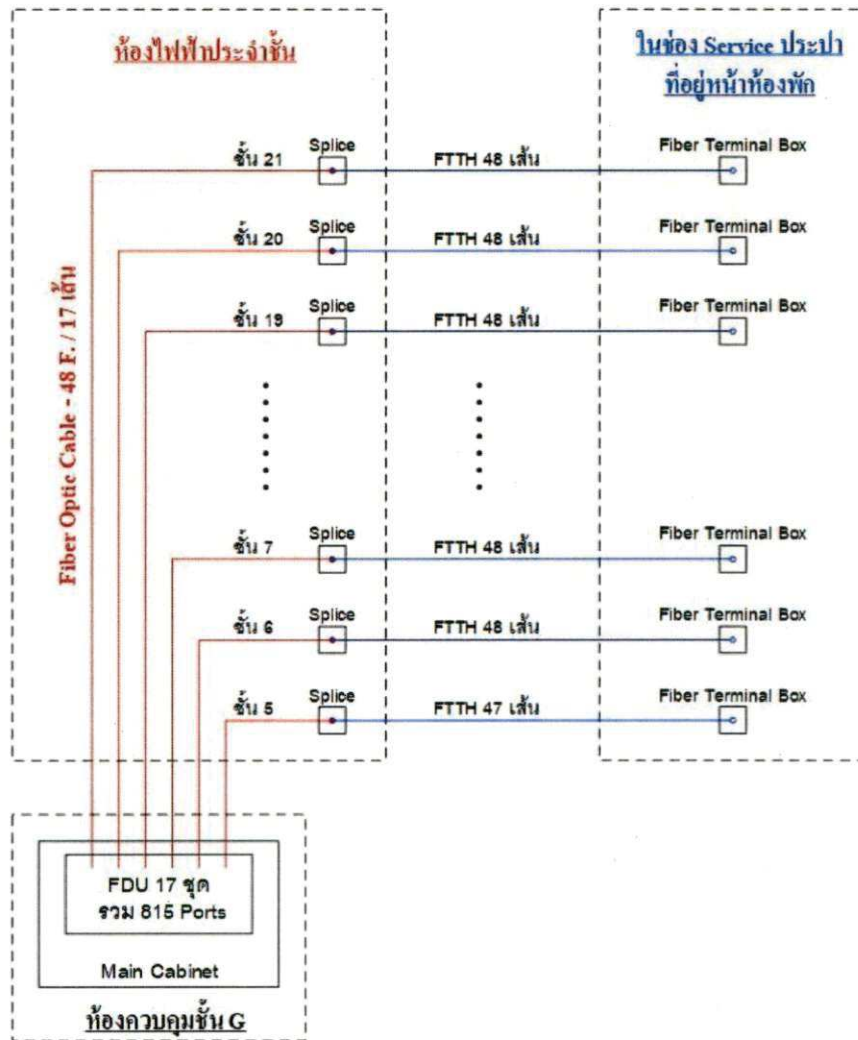 ห้องไฟฟ้าประจำชั้น
ในช่อง Service ประปา
ที่อยู่หน้าห้องพัก
ชั้น 21
Splice
FTTH 48 เส้น
Fiber Terminal Box
ชั้น 20
Splice
FTTH 48 เส้น
Fiber Terminal Box
ชั้น 19
Splice
FTTH 48 เส้น
Fiber Terminal Box
Fiber Optic Cable - 48 F. / 17 เส้น
ชั้น 7
Splice
FTTH 48 เส้น
Fiber Terminal Box
ชั้น 6
Splice
FTTH 48 เส้น
Fiber Terminal Box
ชั้น 5
Splice
FTTH 47 เส้น
Fiber Terminal Box
FDU 17 ชุด
รวม 815 Ports
Main Cabinet
ห้องควบคุมชั้น G